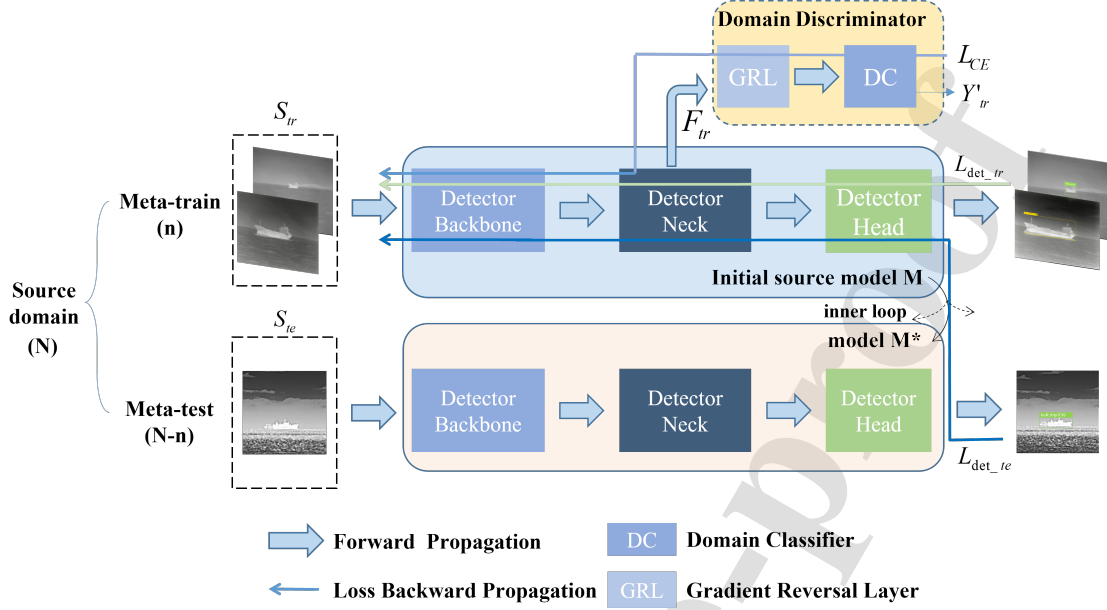 Domain Discriminator
GRL
DC
L_CE
Y'_tr
F_tr
S_tr
Meta-train
(n)
Detector
Backbone
Detector
Neck
Detector
Head
L_det_tr
Initial source model M
inner loop
model M*
Source
domain
(N)
S_te
Meta-test
(N-n)
Detector
Backbone
Detector
Neck
Detector
Head
L_det_te
Forward Propagation
DC
Domain Classifier
Loss Backward Propagation
GRL
Gradient Reversal Layer
-proof